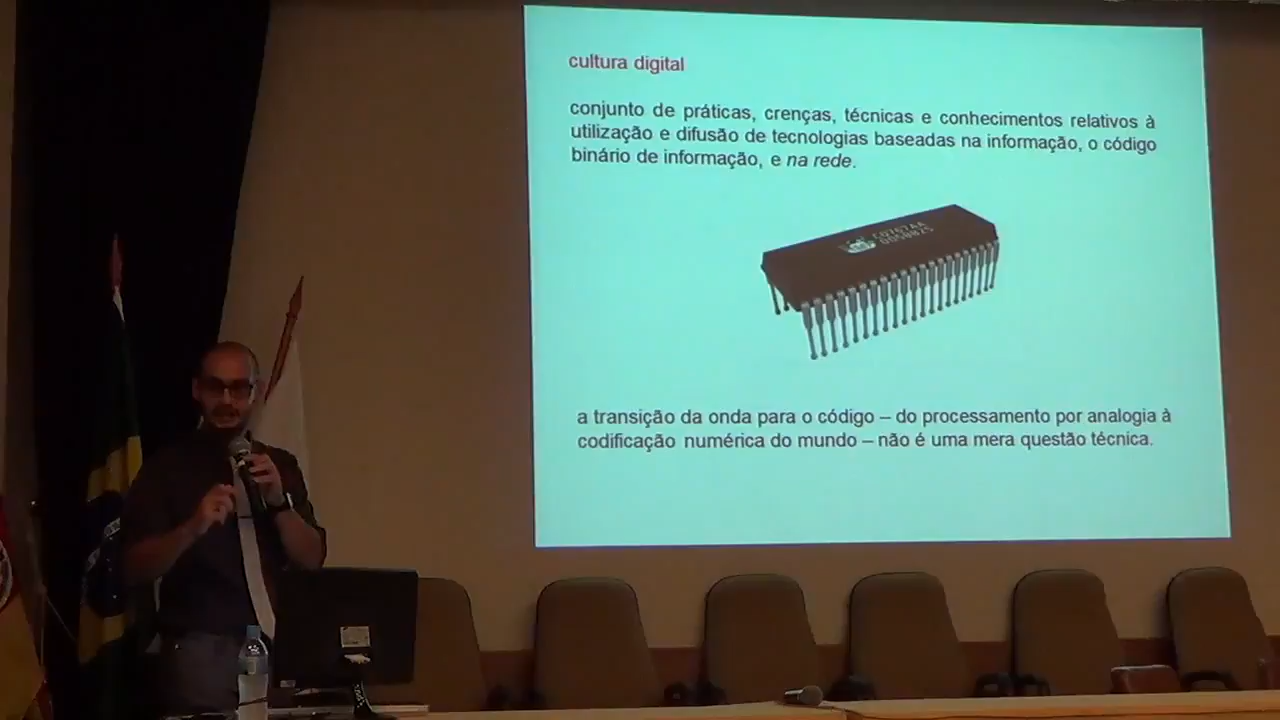 cultura digital
conjunto de práticas, crenças, técnicas e conhecimentos relativos à
utilização e difusão de tecnologias baseadas na informação, o código
binário de informação, e na rede.
a transição da onda para o código – do processamento por analogia à
codificação numérica do mundo – não é uma mera questão técnica.